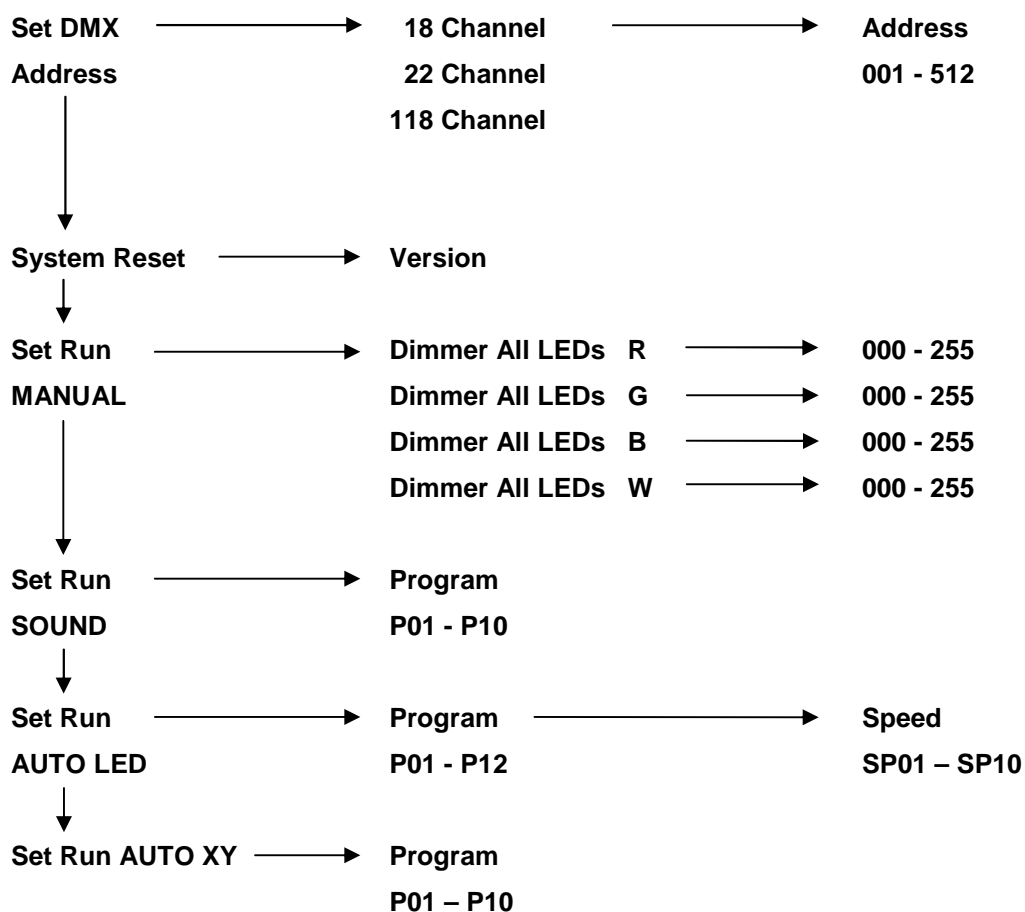 Set DMX 18 Channel Address
Address 22 Channel 001 - 512
118 Channel
System Reset Version
Set Run Dimmer All LEDs R 000 - 255
MANUAL Dimmer All LEDs G 000 - 255
Dimmer All LEDs B 000 - 255
Dimmer All LEDs W 000 - 255
Set Run Program
SOUND P01 - P10
Set Run Program Speed
AUTO LED P01 - P12 SP01 – SP10
Set Run AUTO XY Program
P01 – P10